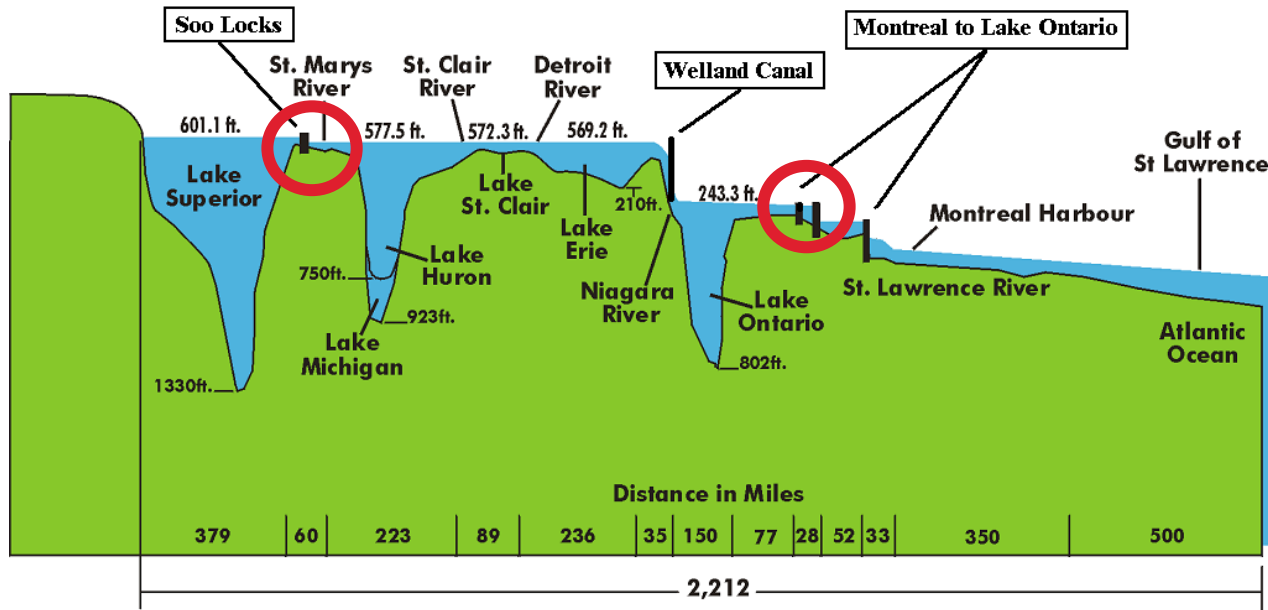 Soo Locks
Montreal to Lake Ontario
St. Marys
River
St. Clair
River
Detroit
River
Welland Canal
601.1 ft.
577.5 ft.
572.3 ft.
569.2 ft.
Gulf of
St Lawrence
Lake
Superior
Lake
St. Clair
210ft.
243.3 ft.
Montreal Harbour
Lake
Erie
Lake
Huron
750ft.
Niagara
River
Lake
Ontario
St. Lawrence River
923ft.
Lake
Michigan
Atlantic
Ocean
802ft.
1330ft.
Distance in Miles
379 60 223 89 236 35 150 77 28 52 33 350 500
2,212